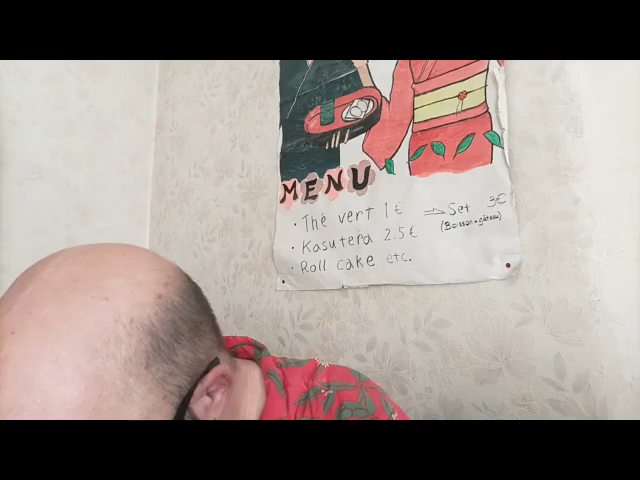 MENU
· Thé vert 1€ ⇒ Set 3€
(Boisson + gâteau)
· Kasutera 2.5€
· Roll cake etc.